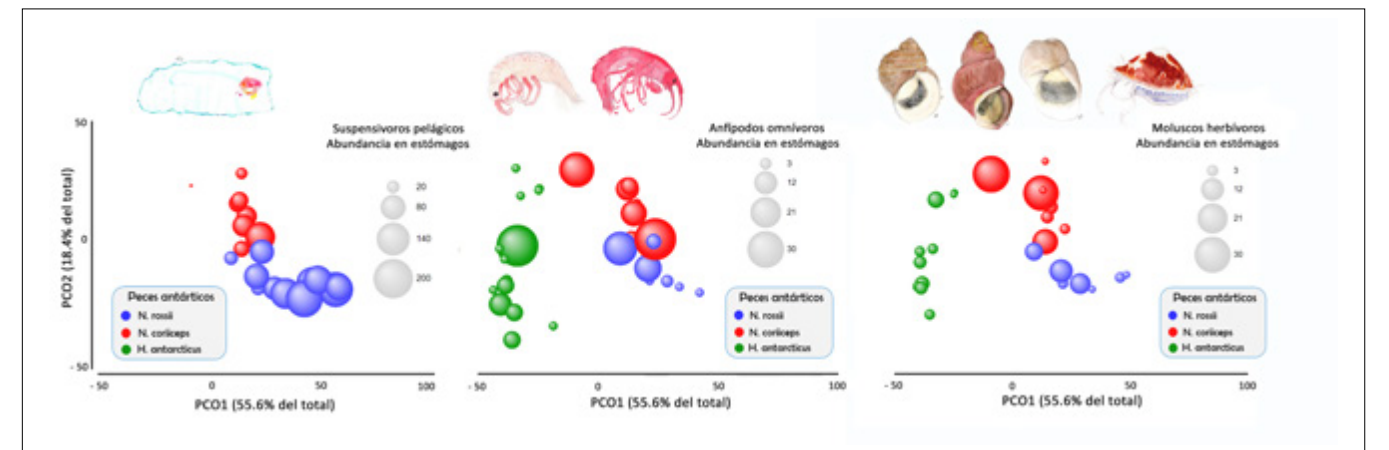 Suspensívoros pelágicos
Abundancia en estómagos
20
80
140
200
50
0
- 50
PCO2 (18.4% del total)
Peces antárticos
N. rossii
N. coriiceps
H. antarcticus
- 50
0
50
100
PCO1 (55.6% del total)
Anfípodos omnívoros
Abundancia en estómagos
3
12
21
30
Peces antárticos
N. rossii
N. coriiceps
H. antarcticus
- 50
0
50
100
PCO1 (55.6% del total)
Moluscos herbívoros
Abundancia en estómagos
3
12
21
30
Peces antárticos
N. rossii
N. coriiceps
H. antarcticus
- 50
0
50
100
PCO1 (55.6% del total)